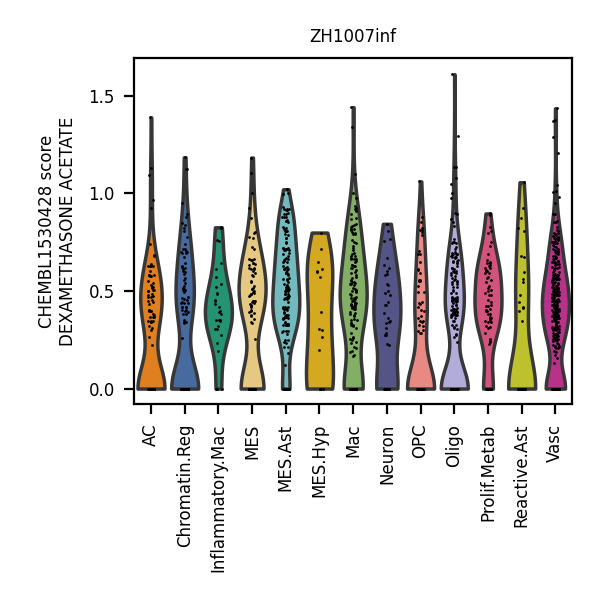 ZH1007inf
CHEMBL1530428 score
DEXAMETHASONE ACETATE
1.5
1.0
0.5
0.0
AC
Chromatin.Reg
Inflammatory.Mac
MES
MES.Ast
MES.Hyp
Mac
Neuron
OPC
Oligo
Prolif.Metab
Reactive.Ast
Vasc